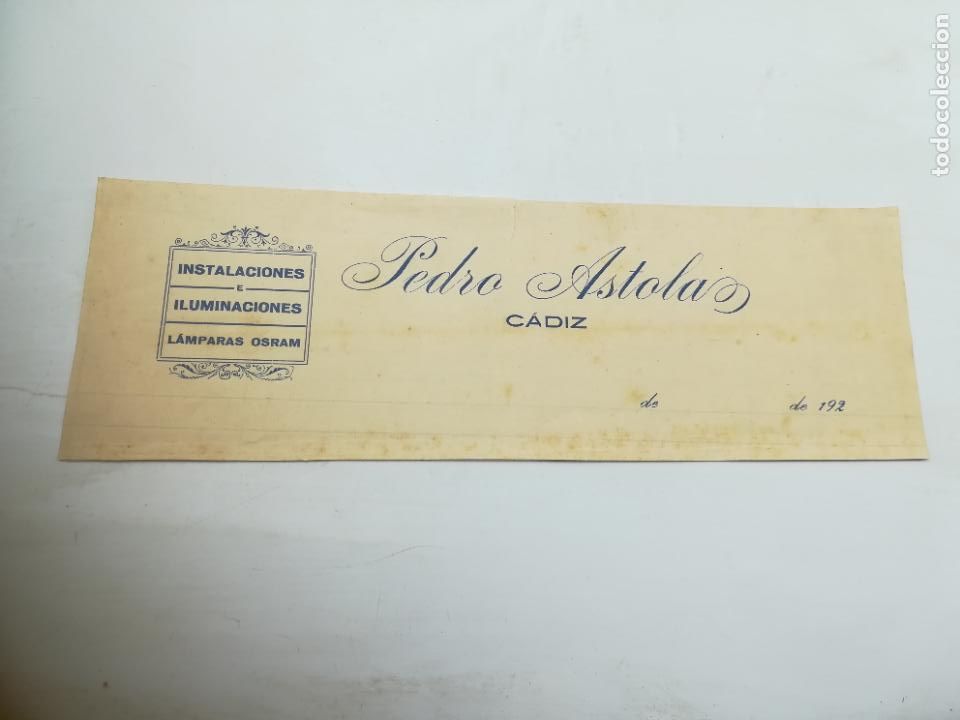 INSTALACIONES
E
ILUMINACIONES
LÁMPARAS OSRAM
Pedro Astola
CÁDIZ
de de 192
todocoleccion